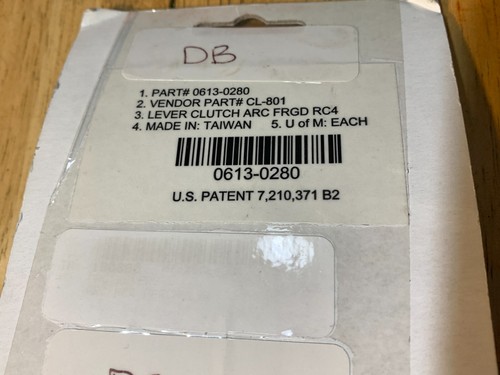 DB
1. PART# 0613-0280
2. VENDOR PART# CL-801
3. LEVER CLUTCH ARC FRGD RC4
4. MADE IN: TAIWAN 5. U of M: EACH
0613-0280
U.S. PATENT 7,210,371 B2